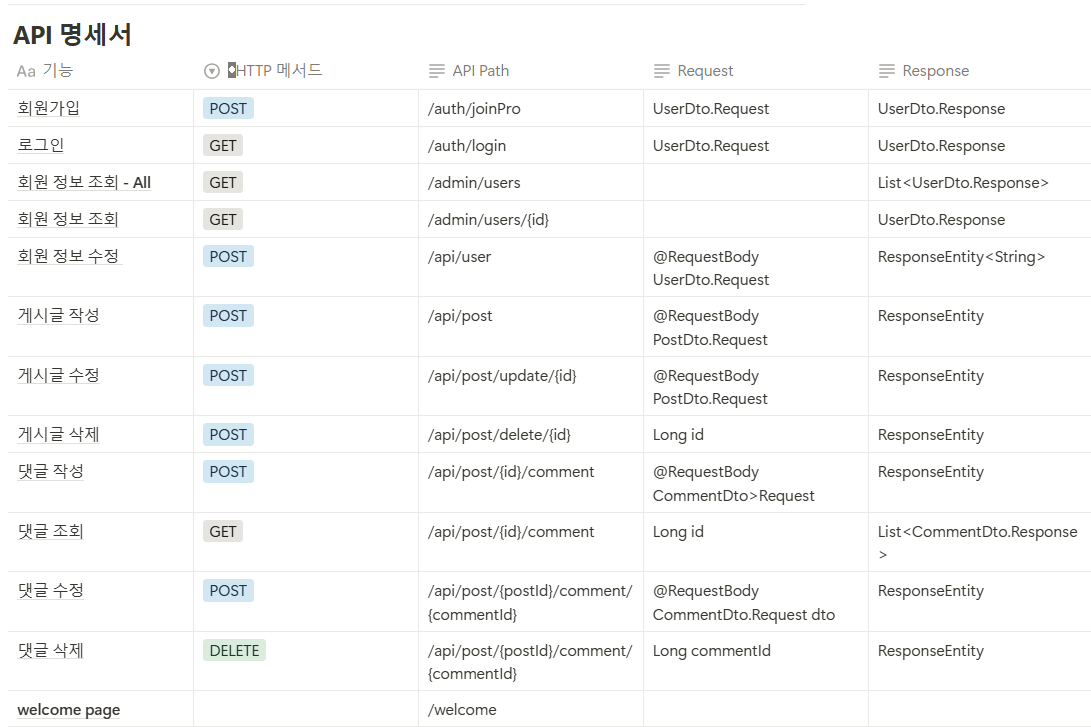 API 명세서
Aa 기능 HTTP 메서드 API Path Request Response
회원가입 POST /auth/joinPro UserDto.Request UserDto.Response
로그인 GET /auth/login UserDto.Request UserDto.Response
회원 정보 조회 - All GET /admin/users List<UserDto.Response>
회원 정보 조회 GET /admin/users/{id} UserDto.Response
회원 정보 수정 POST /api/user @RequestBody ResponseEntity<String>
UserDto.Request
게시글 작성 POST /api/post @RequestBody ResponseEntity
PostDto.Request
게시글 수정 POST /api/post/update/{id} @RequestBody ResponseEntity
PostDto.Request
게시글 삭제 POST /api/post/delete/{id} Long id ResponseEntity
댓글 작성 POST /api/post/{id}/comment @RequestBody ResponseEntity
CommentDto>Request
댓글 조회 GET /api/post/{id}/comment Long id List<CommentDto.Response
>
댓글 수정 POST /api/post/{postId}/comment/ @RequestBody ResponseEntity
{commentId} CommentDto.Request dto
댓글 삭제 DELETE /api/post/{postId}/comment/ Long commentId ResponseEntity
{commentId}
welcome page /welcome